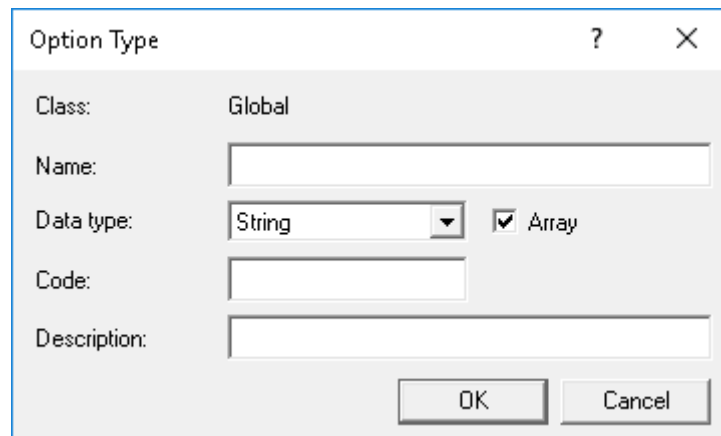 Option Type ?
Class: Global
Name:
Data type: String Array
Code:
Description:
OK Cancel